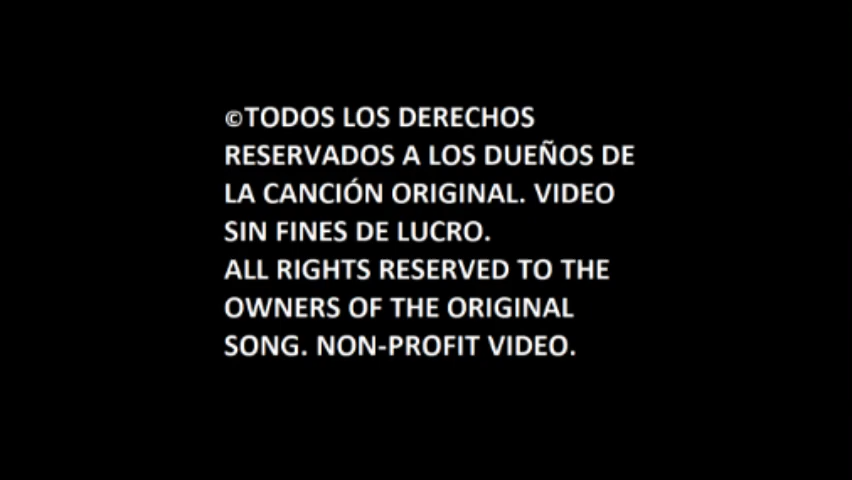 ©TODOS LOS DERECHOS
RESERVADOS A LOS DUEÑOS DE
LA CANCIÓN ORIGINAL. VIDEO
SIN FINES DE LUCRO.
ALL RIGHTS RESERVED TO THE
OWNERS OF THE ORIGINAL
SONG. NON-PROFIT VIDEO.